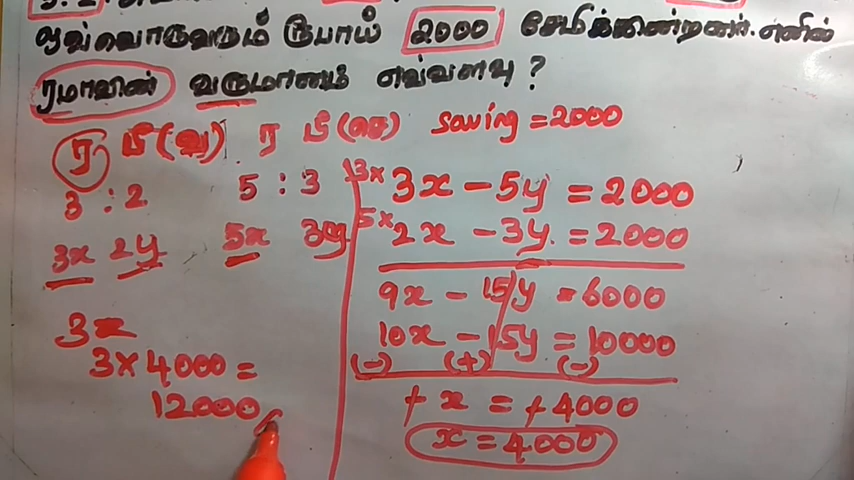 ஒவ்வொருவரும் ரூபாய் 2000 சேமிக்கின்றனர். எனில்
ரமாவின் வருமானம் எவ்வளவு ?
ர பீ (வ) ர பீ (செ) Saving = 2000
3 : 2 5 : 3
3x 2y 5x 3y
3x
3 × 4000 =
12000
3× 3x - 5y = 2000
5× 2x - 3y = 2000
9x - 15y = 6000
10x - 15y = 10000
(-) (+) (-)
+ x = + 4000
x = 4000